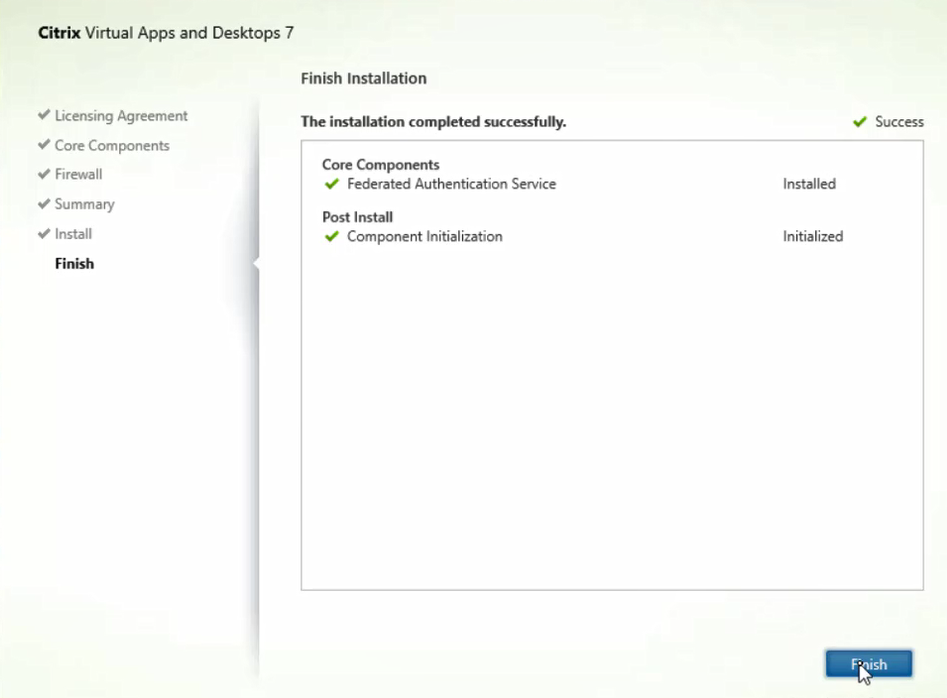 Citrix Virtual Apps and Desktops 7
Finish Installation
Licensing Agreement
Core Components
Firewall
Summary
Install
Finish
The installation completed successfully.
Success
Core Components
Federated Authentication Service Installed
Post Install
Component Initialization Initialized
Finish